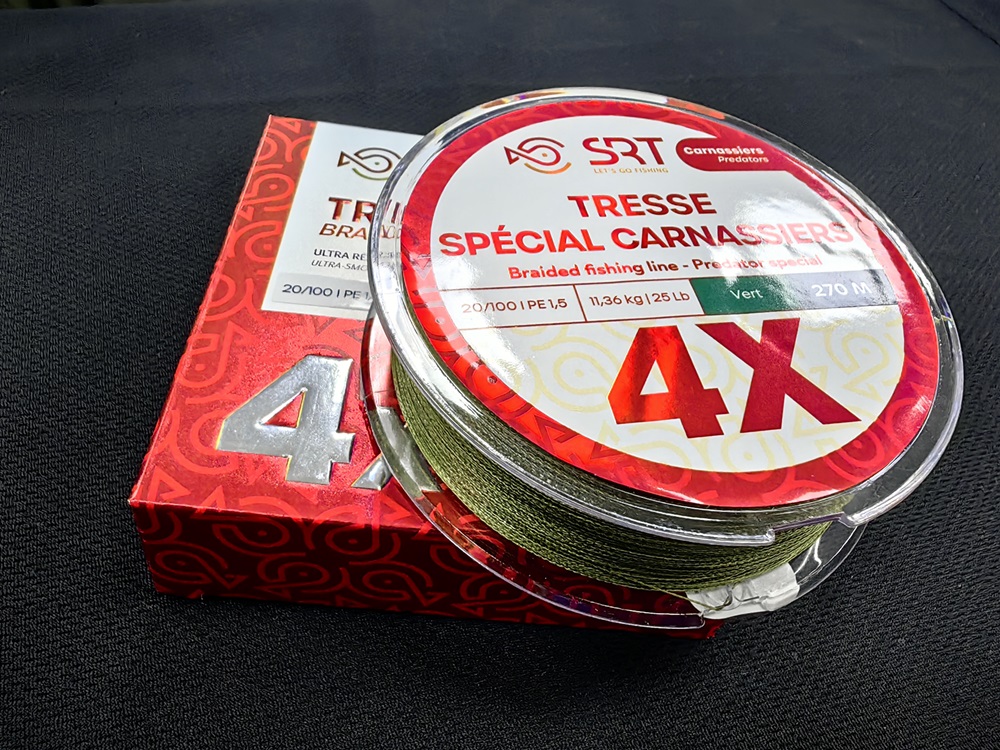 SRT
LET'S GO FISHING
Carnassiers
Predators
TRESSE
SPÉCIAL CARNASSIERS
Braided fishing line - Predator special
20/100 | PE 1,5 11,36 kg | 25 Lb Vert 270 M
4X
ULTRA
20/100 | PE
4